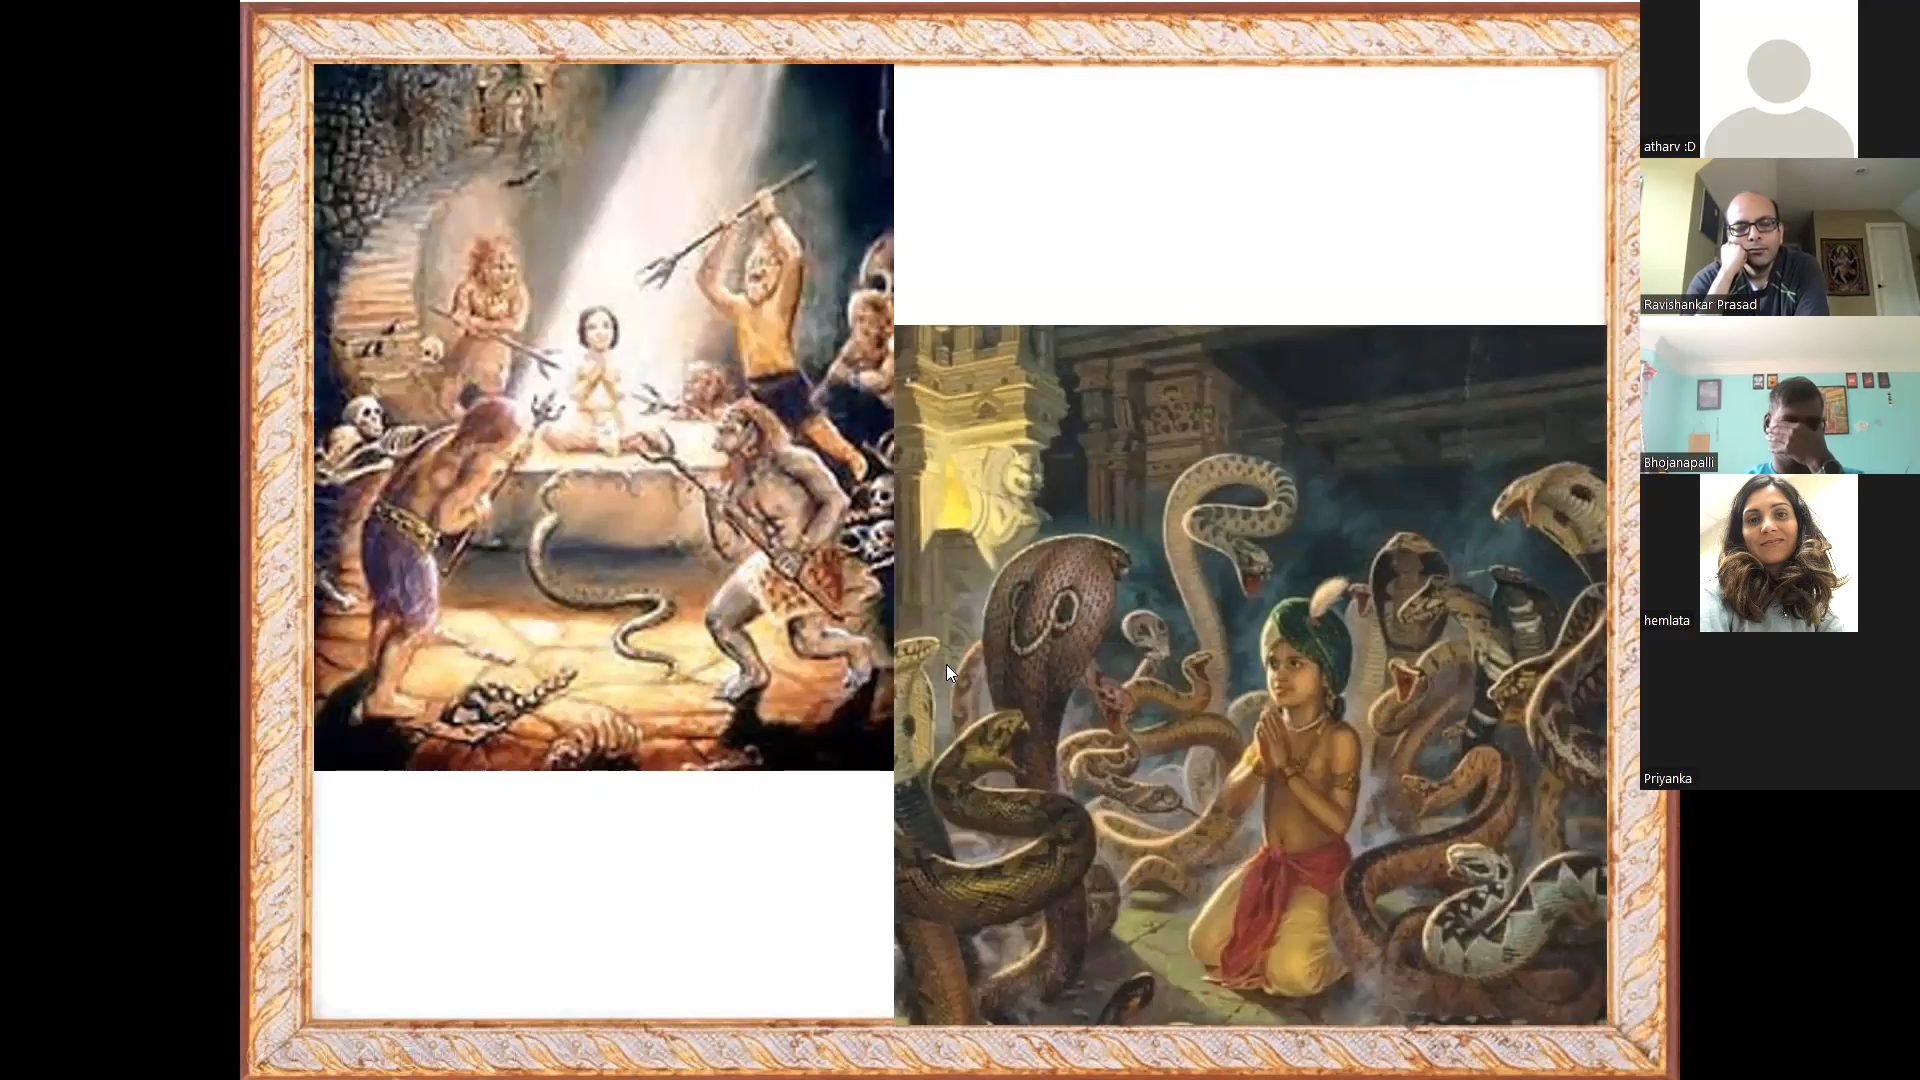 atharv :D
Ravishankar Prasad
Bhojanapalli
hemlata
Priyanka